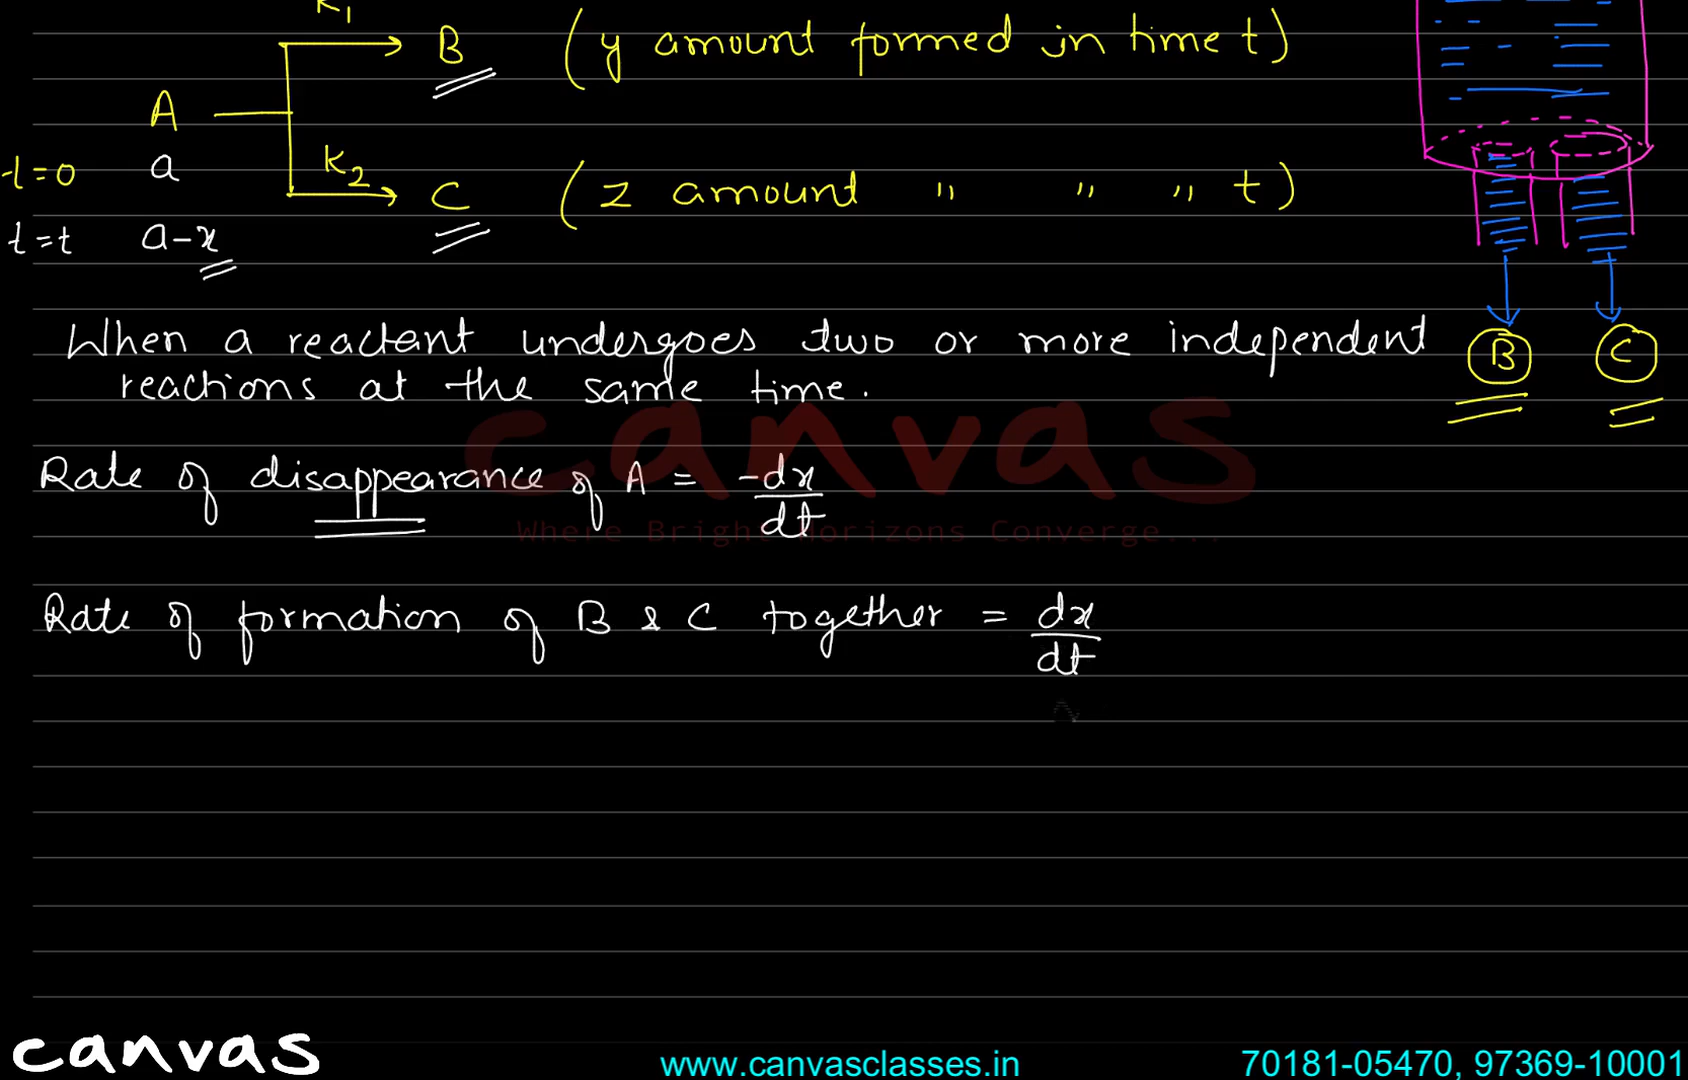 K1
B (y amount formed in time t)
A
t=0 a K2
C (z amount " " " t)
t=t a-x
When a reactant undergoes two or more independent B C
reactions at the same time.
canvas
Rate of disappearance of A = -dx/dt
Where Bright Horizons Converge...
Rate of formation of B & C together = dx/dt
canvas
www.canvasclasses.in 70181-05470, 97369-10001